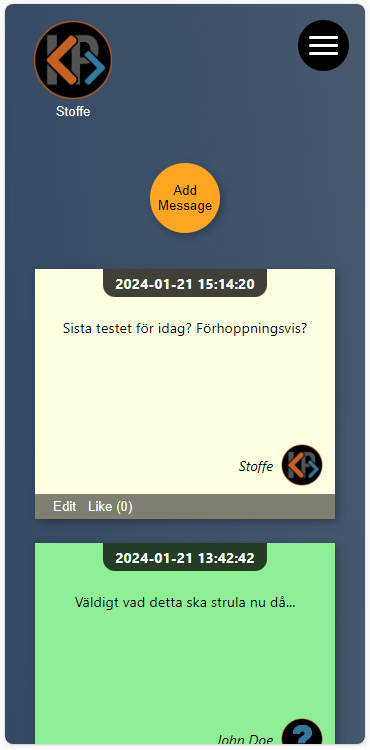 KP
Stoffe
Add
Message
2024-01-21 15:14:20
Sista testet för idag? Förhoppningsvis?
Stoffe
Edit Like (0)
2024-01-21 13:42:42
Väldigt vad detta ska strula nu då...
John Doe
?